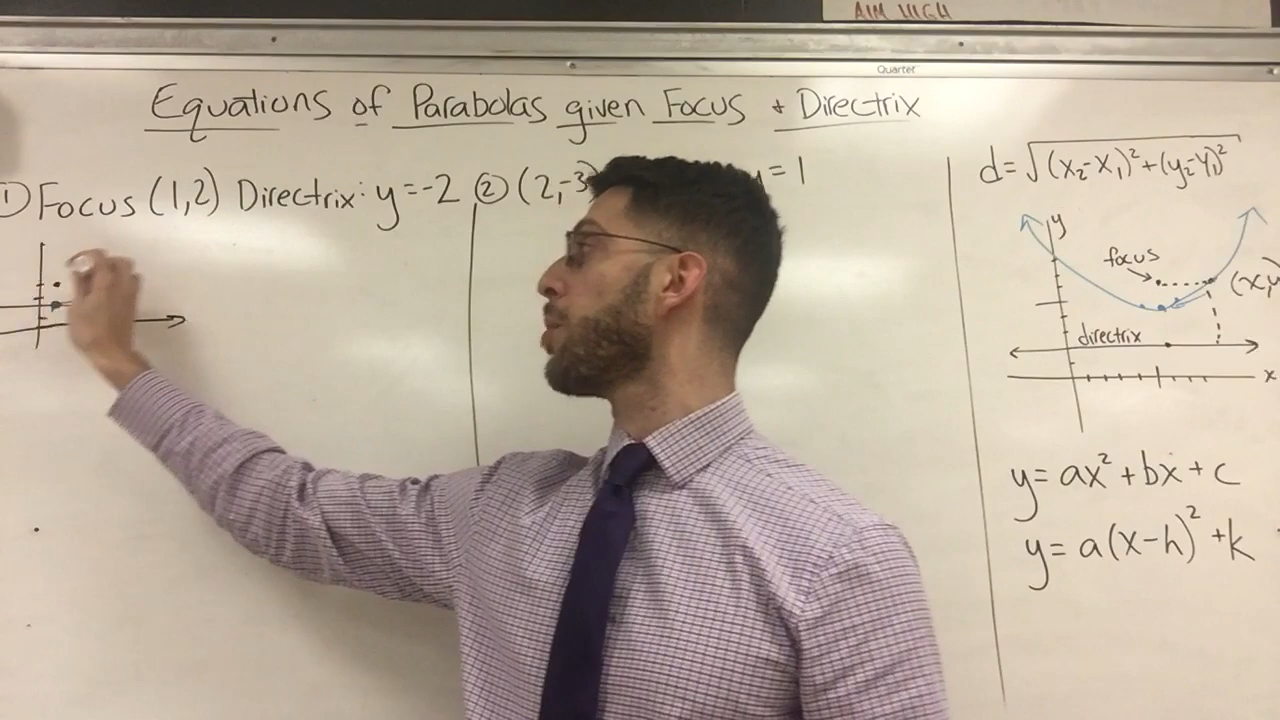 AIM HIGH
Quartet
Equations of Parabolas given Focus + Directrix
① Focus (1,2) Directrix: y=-2
② (2,-3) y=1
d=√(x₂-x₁)²+(y₂-y₁)²
y
focus
(x,y)
directrix
x
y=ax²+bx+c
y=a(x-h)²+k